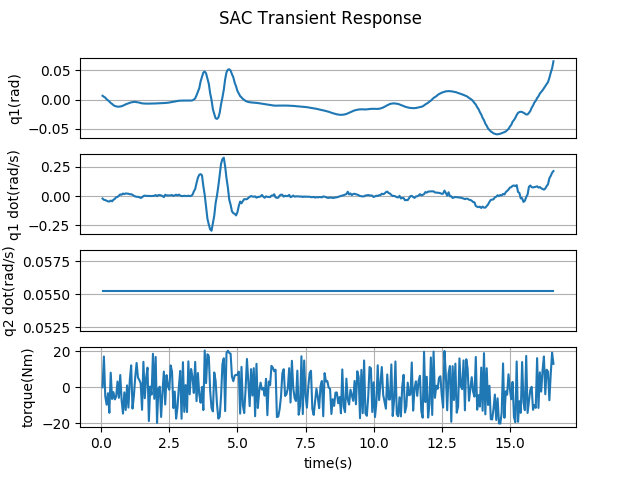 SAC Transient Response
0.05
0.00
−0.05
q1(rad)
0.25
0.00
−0.25
q1 dot(rad/s)
0.0575
0.0550
0.0525
q2 dot(rad/s)
20
0
−20
torque(Nm)
0.0 2.5 5.0 7.5 10.0 12.5 15.0
time(s)